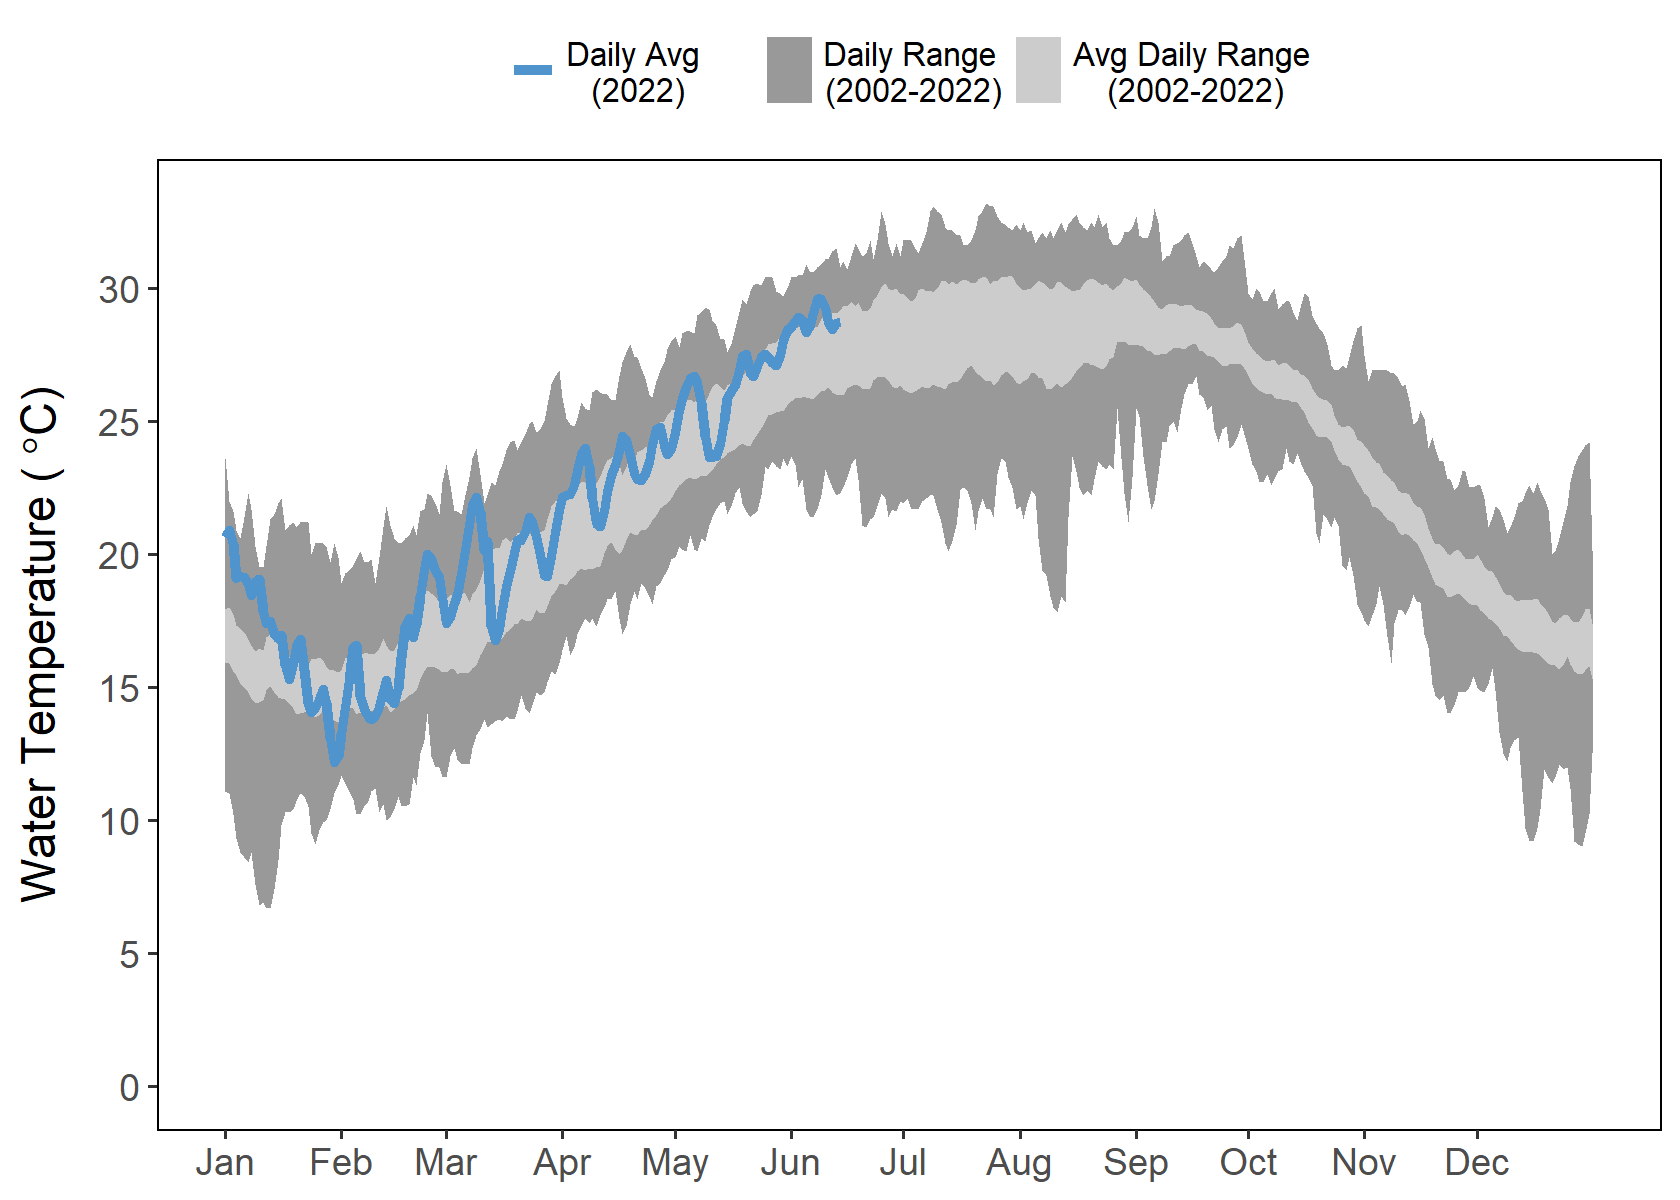 Daily Avg
(2022)
Daily Range
(2002-2022)
Avg Daily Range
(2002-2022)
Water Temperature ( °C)
30
25
20
15
10
5
0
Jan Feb Mar Apr May Jun Jul Aug Sep Oct Nov Dec